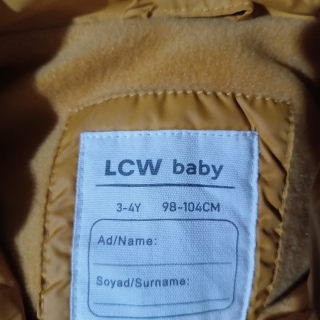 LCW baby
3-4Y 98-104CM
Ad/Name:
Soyad/Surname: